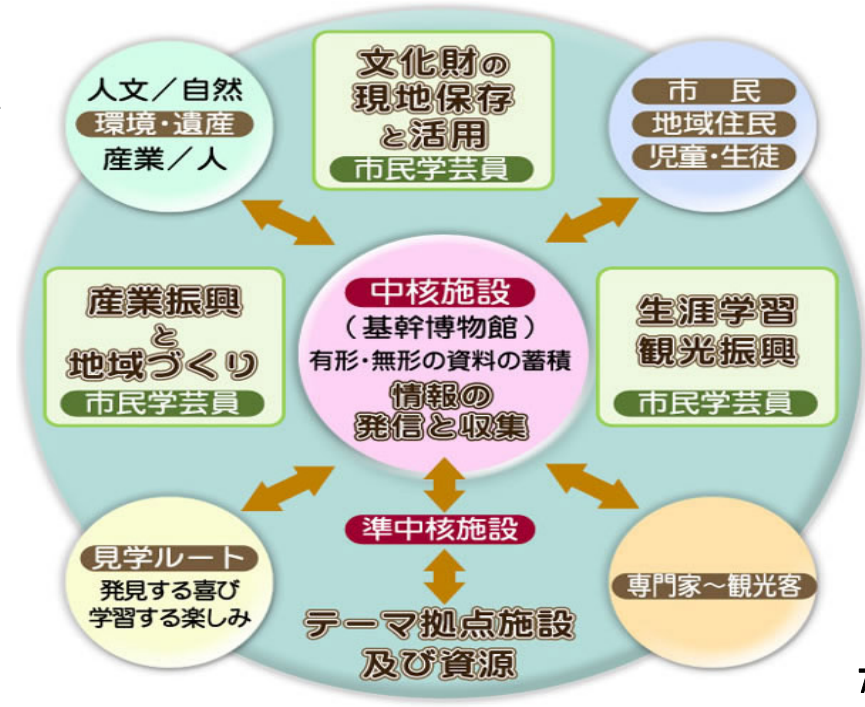 人文／自然
環境・遺産
産業／人
文化財の
現地保存
と活用
市民学芸員
市　民
地域住民
児童・生徒
産業振興
と
地域づくり
市民学芸員
中核施設
（基幹博物館）
有形・無形の資料の蓄積
情報の
発信と収集
生涯学習
観光振興
市民学芸員
見学ルート
発見する喜び
学習する楽しみ
準中核施設
テーマ拠点施設
及び資源
専門家～観光客